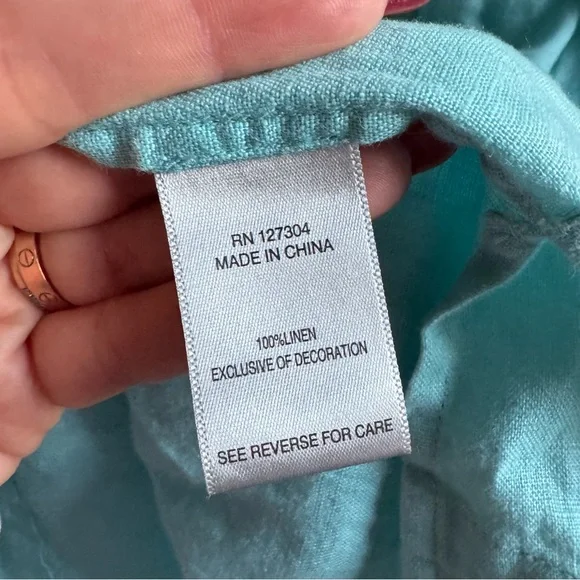 RN 127304
MADE IN CHINA
100%LINEN
EXCLUSIVE OF DECORATION
SEE REVERSE FOR CARE